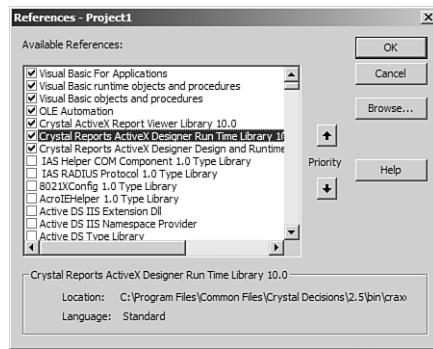 References - Project1
Available References:
Visual Basic For Applications
Visual Basic runtime objects and procedures
Visual Basic objects and procedures
OLE Automation
Crystal ActiveX Report Viewer Library 10.0
Crystal Reports ActiveX Designer Run Time Library
Crystal Reports ActiveX Designer Design and Runtime
IAS Helper COM Component 1.0 Type Library
IAS RADIUS Protocol 1.0 Type Library
8021XConfig 1.0 Type Library
AcroIEHelper 1.0 Type Library
Active DS IIS Extension Dll
Active DS IIS Namespace Provider
Active DS Type Library
Priority
OK
Cancel
Browse...
Help
Crystal Reports ActiveX Designer Run Time Library 10.0
Location: C:\Program Files\Common Files\Crystal Decisions\2.5\bin\crax
Language: Standard